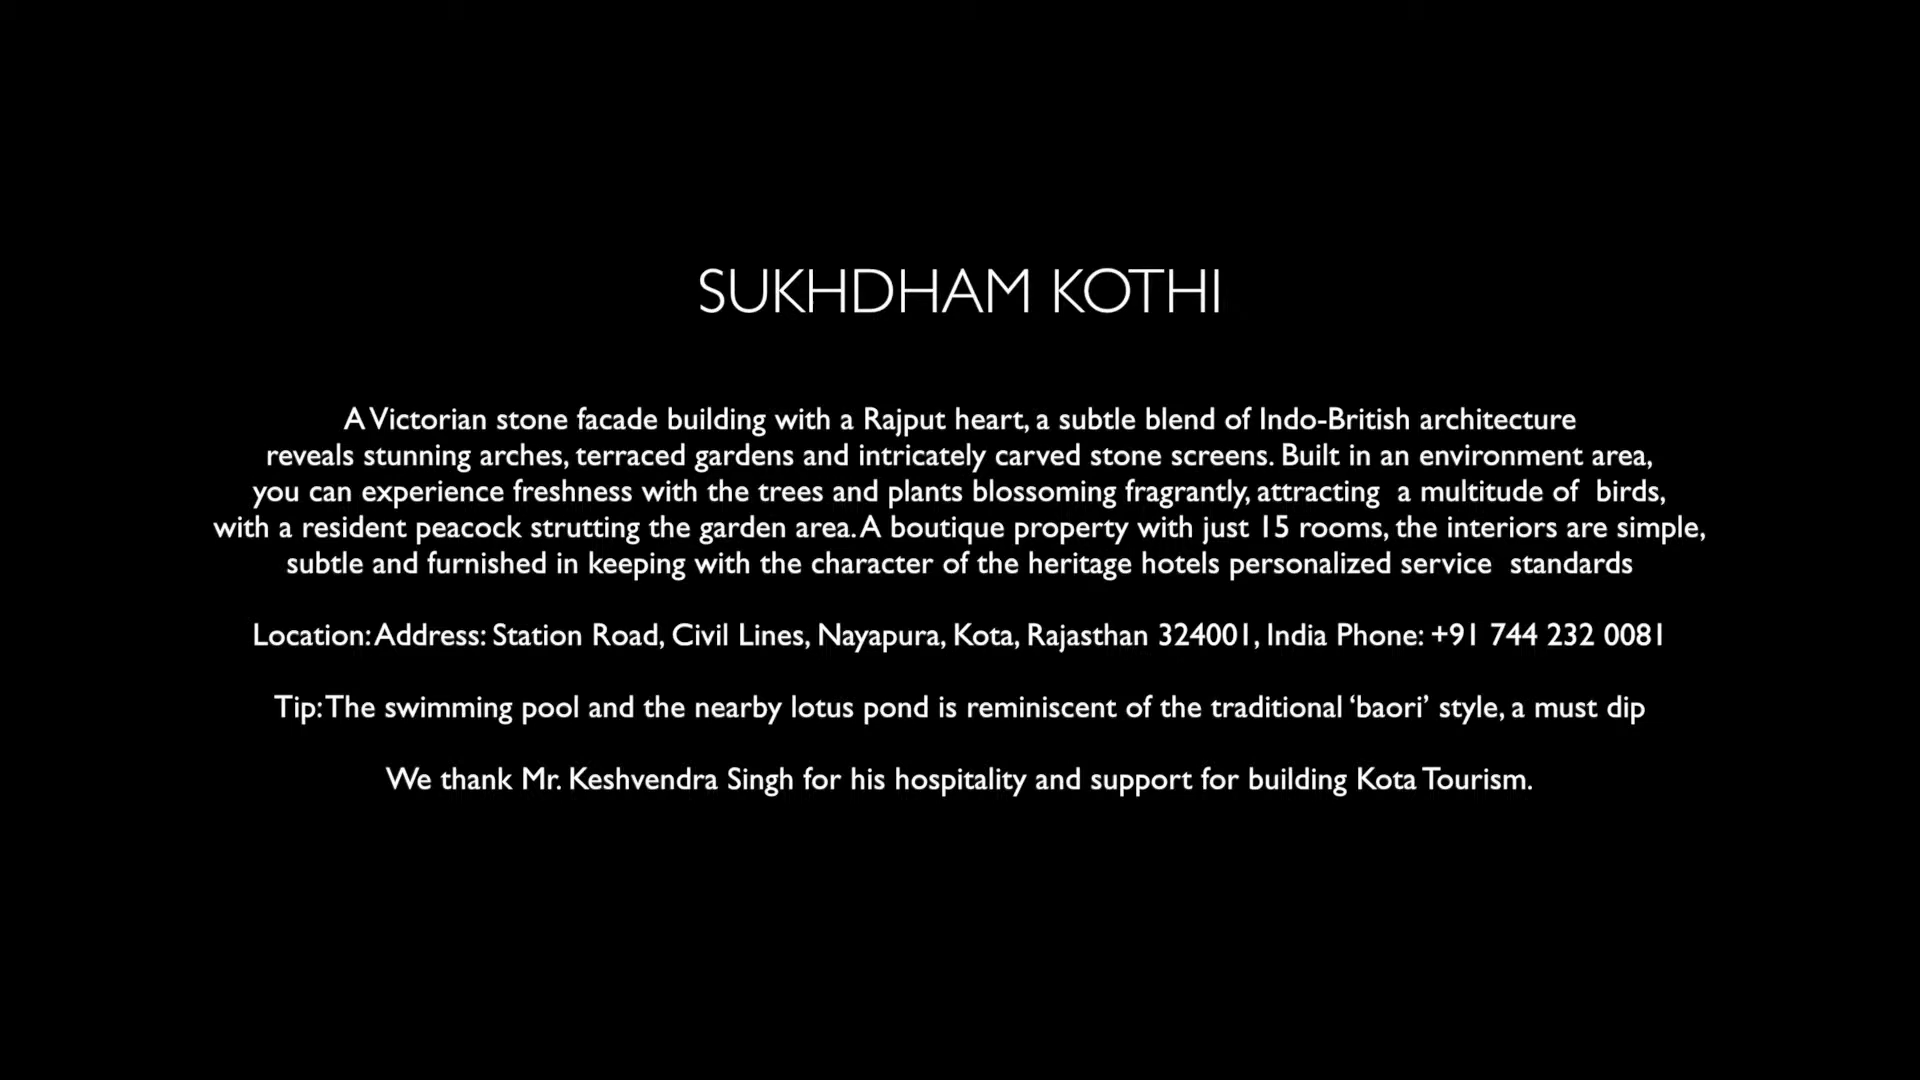 SUKHDHAM KOTHI
A Victorian stone facade building with a Rajput heart, a subtle blend of Indo-British architecture
reveals stunning arches, terraced gardens and intricately carved stone screens. Built in an environment area,
you can experience freshness with the trees and plants blossoming fragrantly, attracting  a multitude of  birds,
with a resident peacock strutting the garden area. A boutique property with just 15 rooms, the interiors are simple,
subtle and furnished in keeping with the character of the heritage hotels personalized service  standards
Location: Address: Station Road, Civil Lines, Nayapura, Kota, Rajasthan 324001, India Phone: +91 744 232 0081
Tip: The swimming pool and the nearby lotus pond is reminiscent of the traditional ‘baori’ style, a must dip
We thank Mr. Keshvendra Singh for his hospitality and support for building Kota Tourism.